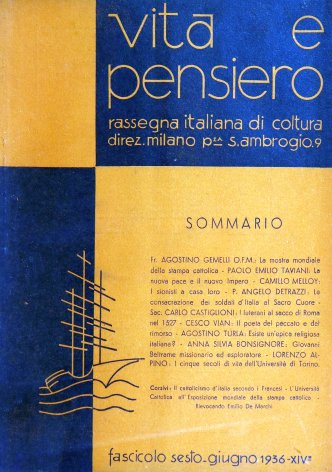 vita e
pensiero
rassegna italiana di coltura
direz. milano pza s. ambrogio. 9
SOMMARIO
Fr. AGOSTINO GEMELLI O.F.M.: La mostra mondiale
della stampa cattolica - PAOLO EMILIO TAVIANI: La
nuova pace e il nuovo Impero - CAMILLO MELLOY:
I sionisti a casa loro - P. ANGELO DETRAZZI: La
consacrazione dei soldati d'Italia al Sacro Cuore -
Sac. CARLO CASTIGLIONI: I luterani al sacco di Roma
nel 1527 - CESCO VIAN: Il poeta del peccato e del
rimorso - AGOSTINO TURLA: Esiste un'epica religiosa
italiana? - ANNA SILVIA BONSIGNORE: Giovanni
Beltrame missionario ed esploratore - LORENZO AL-
PINO: I cinque secoli di vita dell'Università di Torino.
Corsivi: Il cattolicismo d'Italia secondo i Francesi - L'Università
Cattolica all'Esposizione mondiale della stampa cattolica. -
Rievocando Emilio De Marchi
fascicolo sesto - giugno 1936 - XIVº